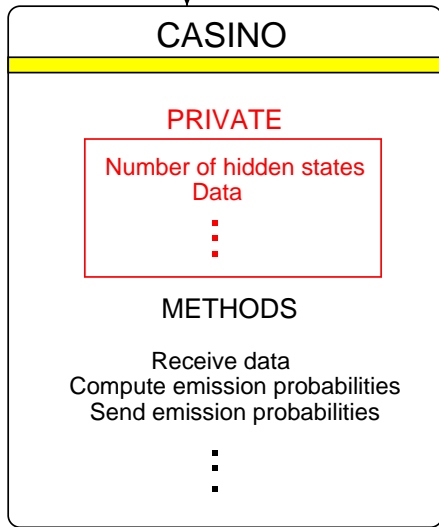 CASINO
PRIVATE
Number of hidden states
Data
METHODS
Receive data
Compute emission probabilities
Send emission probabilities